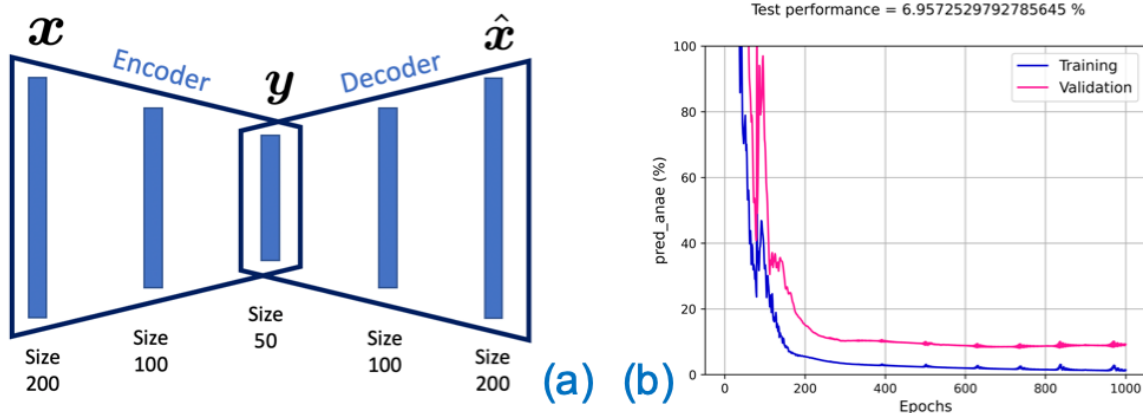 x
Encoder
y
Decoder
x̂
Size
200
Size
100
Size
50
Size
100
Size
200
(a)
(b)
Test performance = 6.9572529792785645 %
pred_anae (%)
100
80
60
40
20
0
Training
Validation
0
200
400
600
800
1000
Epochs